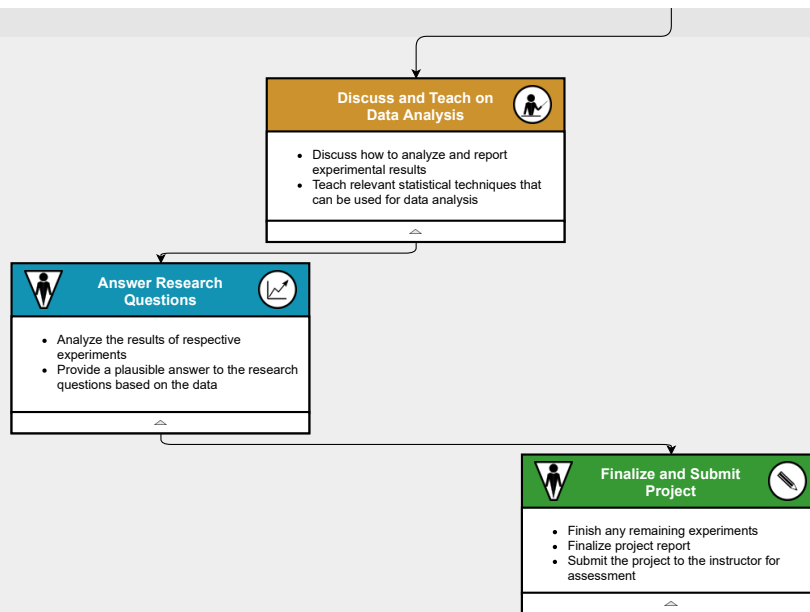 Discuss and Teach on
Data Analysis
Discuss how to analyze and report
experimental results
Teach relevant statistical techniques that
can be used for data analysis
Answer Research
Questions
Analyze the results of respective
experiments
Provide a plausible answer to the research
questions based on the data
Finalize and Submit
Project
Finish any remaining experiments
Finalize project report
Submit the project to the instructor for
assessment